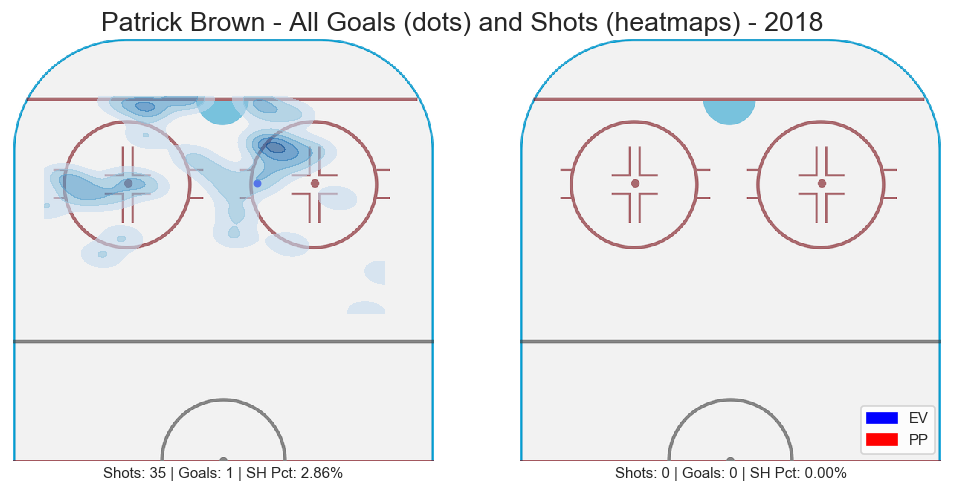 Patrick Brown - All Goals (dots) and Shots (heatmaps) - 2018
EV
PP
Shots: 35 | Goals: 1 | SH Pct: 2.86%
Shots: 0 | Goals: 0 | SH Pct: 0.00%